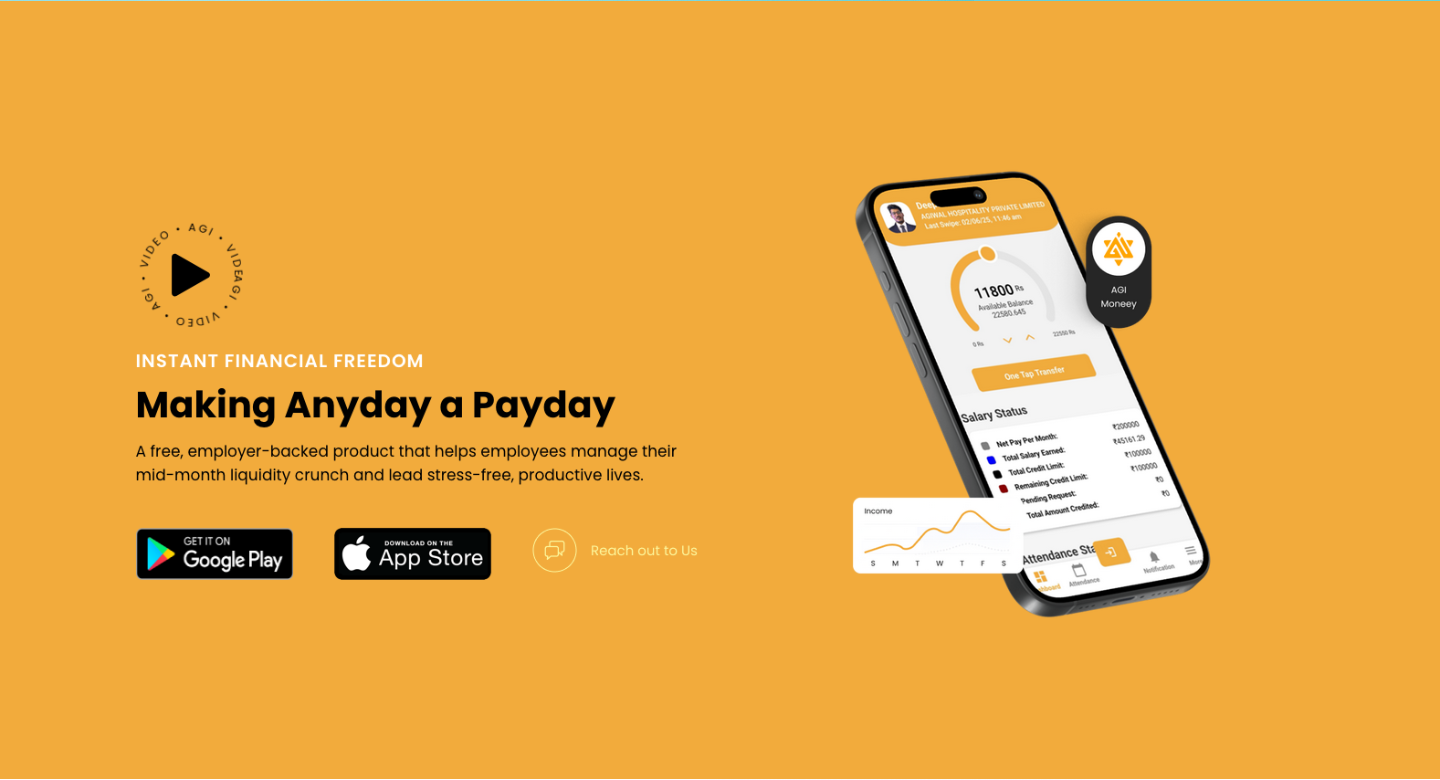 AGI • VIDEAGI • VIDEO • AGI • VIDEO •
INSTANT FINANCIAL FREEDOM
Making Anyday a Payday
A free, employer-backed product that helps employees manage their
mid-month liquidity crunch and lead stress-free, productive lives.
GET IT ON
Google Play
Download on the
App Store
Reach out to Us
AGIWAL HOSPITALITY PRIVATE LIMITED
Last Swipe: 02/06/25, 11:46 am
11800 Rs
Available Balance
22580.645
0 Rs
22550 Rs
One Tap Transfer
Salary Status
Net Pay Per Month: ₹200000
Total Salary Earned: ₹45161.29
Total Credit Limit: ₹100000
Remaining Credit Limit: ₹100000
Pending Request: ₹0
Total Amount Credited: ₹0
Attendance Sta
Attendance
Notification
More
AGI
Moneey
Income
S M T W T F S